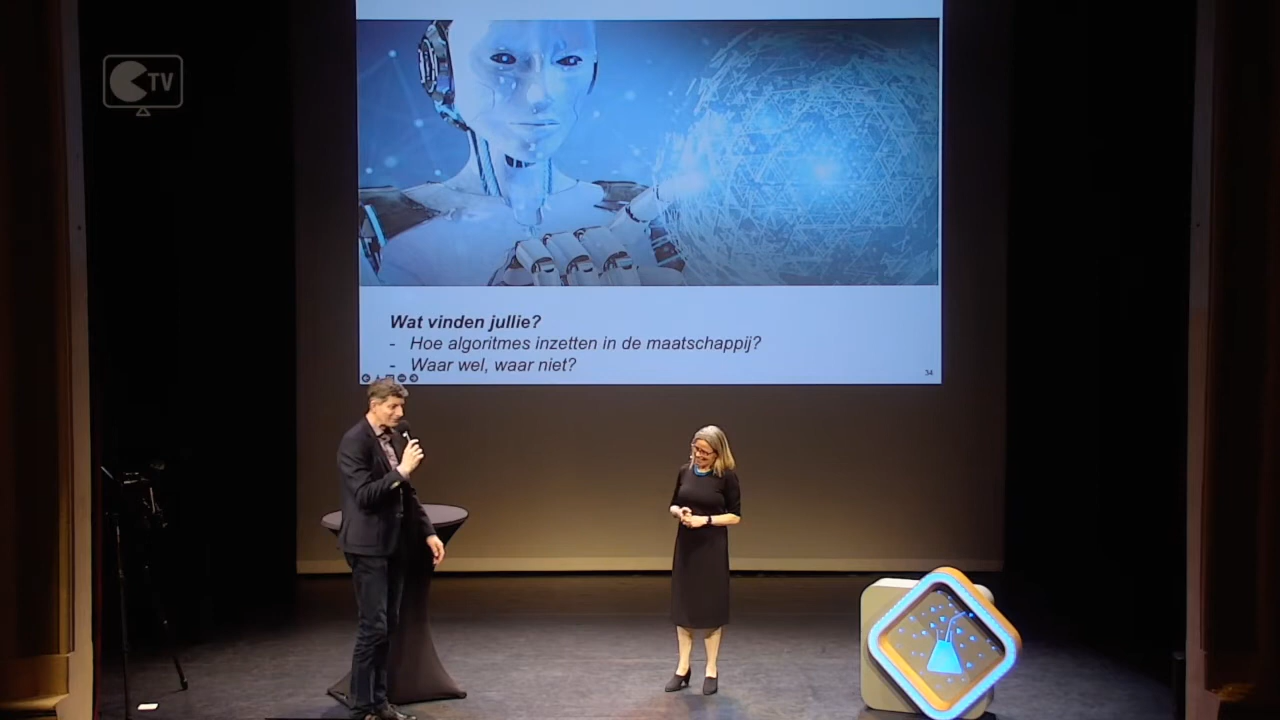 TV
Wat vinden jullie?
- Hoe algoritmes inzetten in de maatschappij?
- Waar wel, waar niet?
34